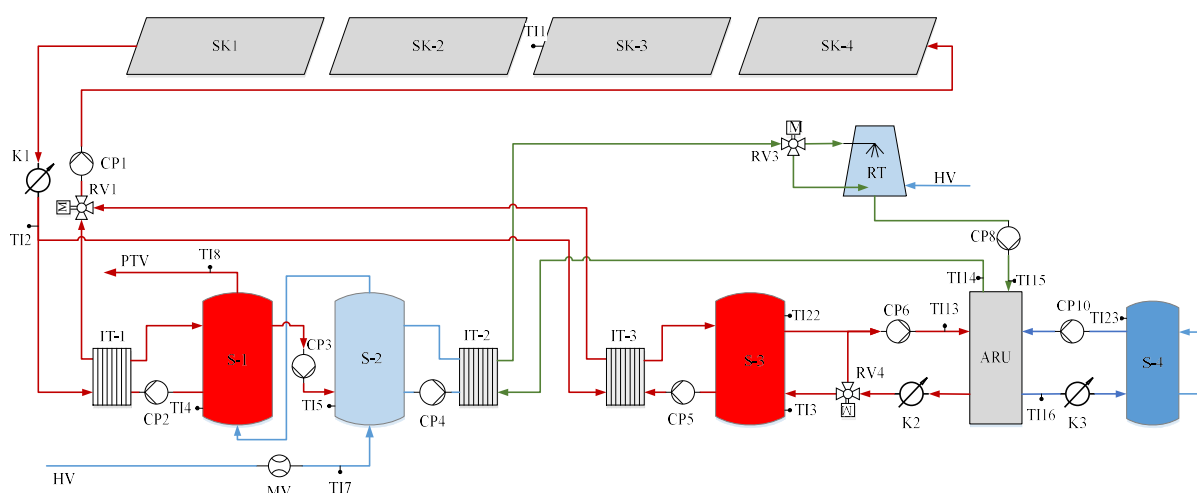 SK1
SK-2
TI1
SK-3
SK-4
M
K1
CP1
RV3
RT
RV1
HV
M
TI2
CP8
PTV
TI8
TI14
TI15
CP6
TI13
CP10
TI22
TI23
IT-1
CP3
IT-2
IT-3
S-1
S-2
S-3
ARU
S-4
RV4
CP2
TI4
TI5
CP4
CP5
TI3
M
K2
TI16
K3
HV
MV
TI7